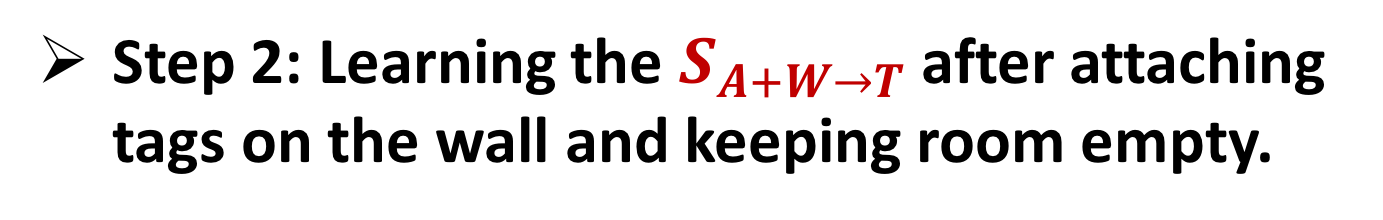 ➢ Step 2: Learning the S_{A+W→T} after attaching
tags on the wall and keeping room empty.